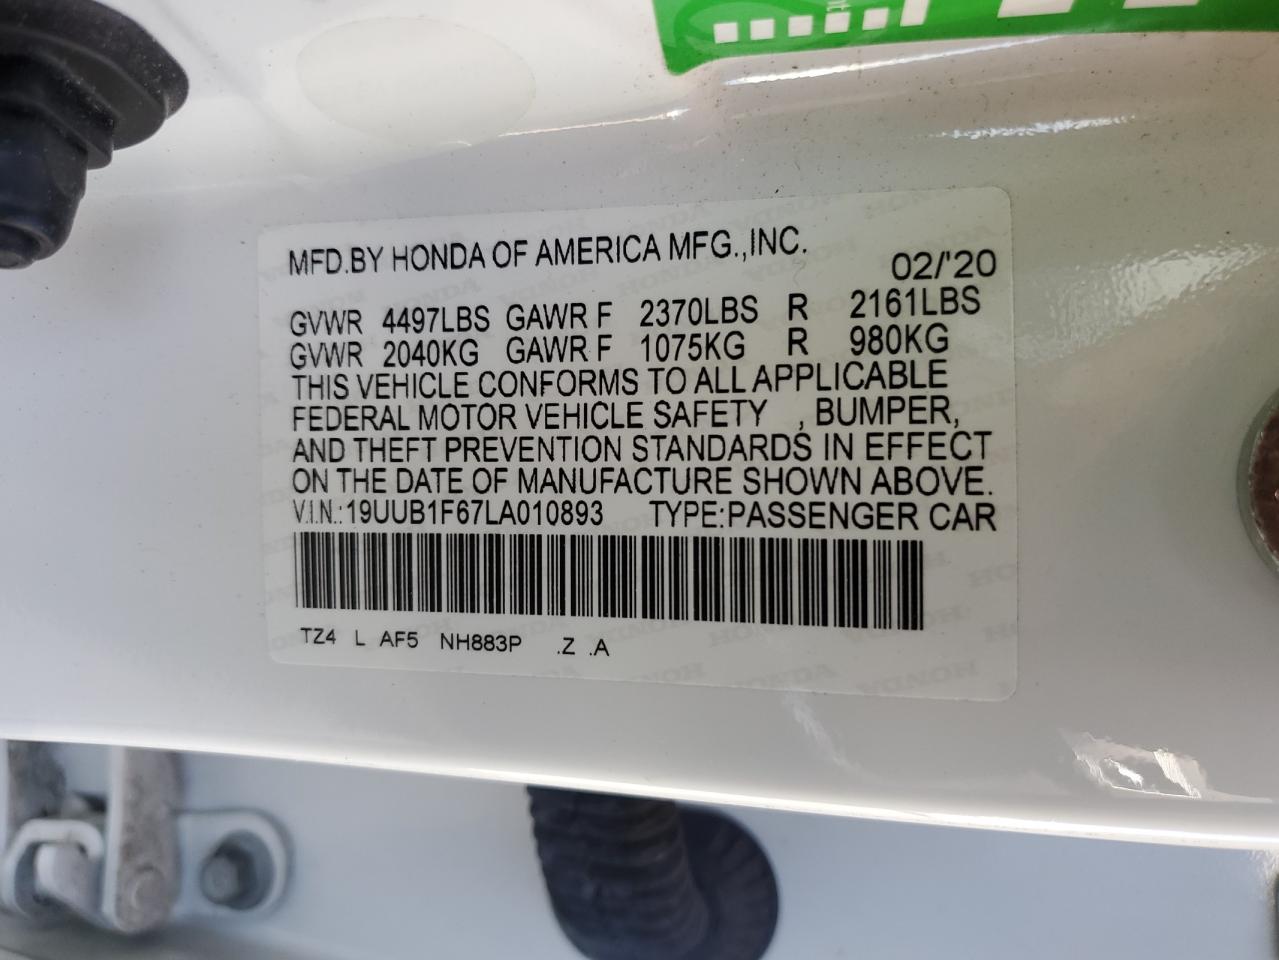 MFD.BY HONDA OF AMERICA MFG.,INC. 02/'20
GVWR 4497LBS GAWR F 2370LBS R 2161LBS
GVWR 2040KG GAWR F 1075KG R 980KG
THIS VEHICLE CONFORMS TO ALL APPLICABLE
FEDERAL MOTOR VEHICLE SAFETY , BUMPER,
AND THEFT PREVENTION STANDARDS IN EFFECT
ON THE DATE OF MANUFACTURE SHOWN ABOVE.
V.I.N.:19UUB1F67LA010893 TYPE:PASSENGER CAR
TZ4 L AF5 NH883P .Z .A